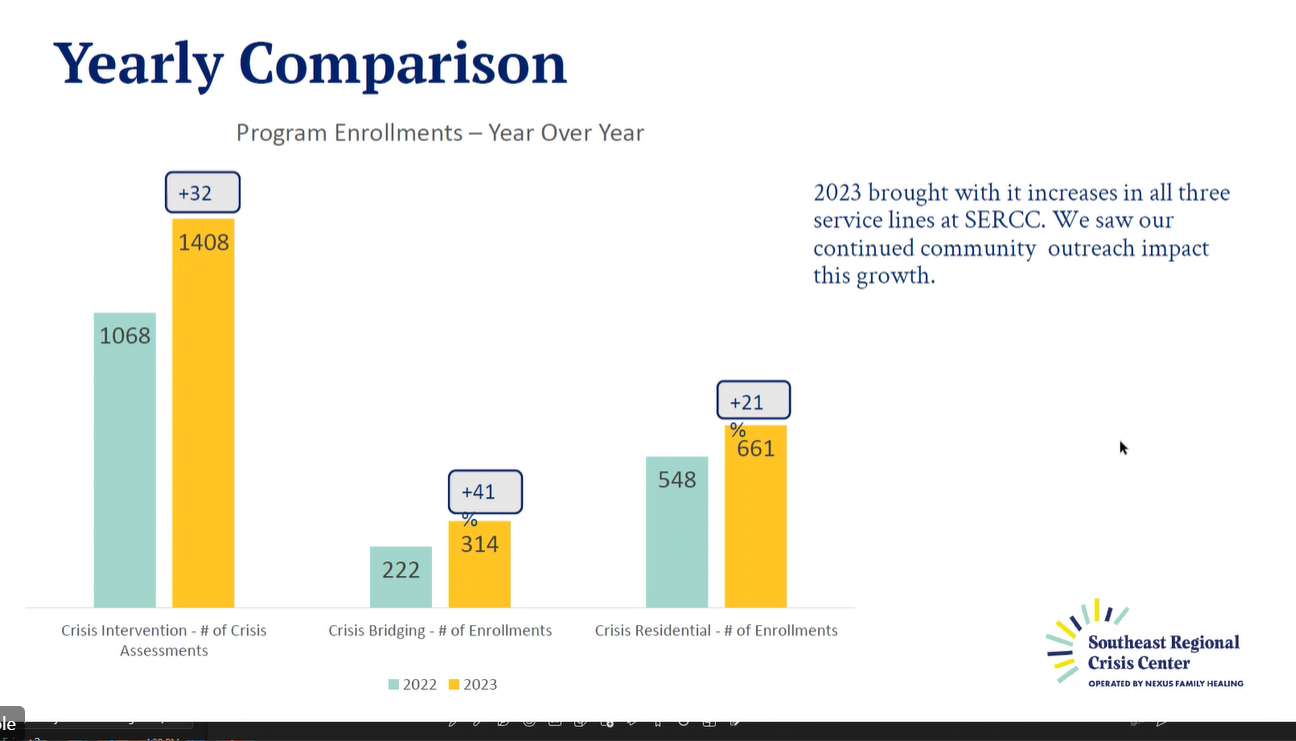 Yearly Comparison
Program Enrollments – Year Over Year
+32
1408
1068
+41
%
314
222
+21
%
661
548
Crisis Intervention - # of Crisis
Assessments
Crisis Bridging - # of Enrollments
Crisis Residential - # of Enrollments
2022 2023
2023 brought with it increases in all three
service lines at SERCC. We saw our
continued community outreach impact
this growth.
Southeast Regional
Crisis Center
OPERATED BY NEXUS FAMILY HEALING